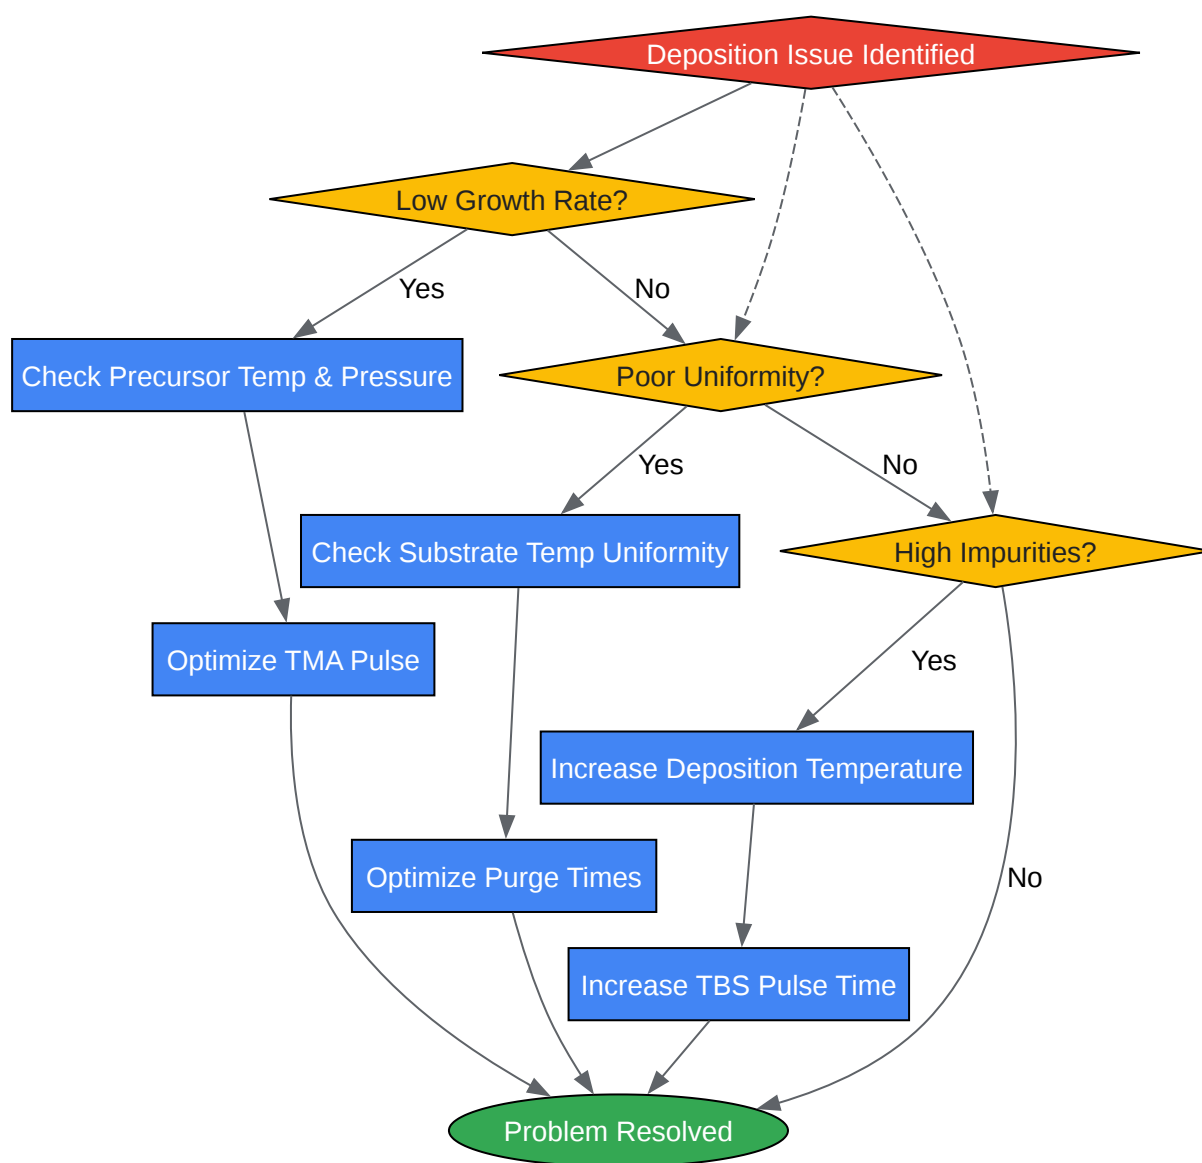 Deposition Issue Identified
Low Growth Rate?
Yes
No
Check Precursor Temp & Pressure
Poor Uniformity?
Yes
No
Check Substrate Temp Uniformity
High Impurities?
Optimize TMA Pulse
Yes
Increase Deposition Temperature
Optimize Purge Times
No
Increase TBS Pulse Time
Problem Resolved